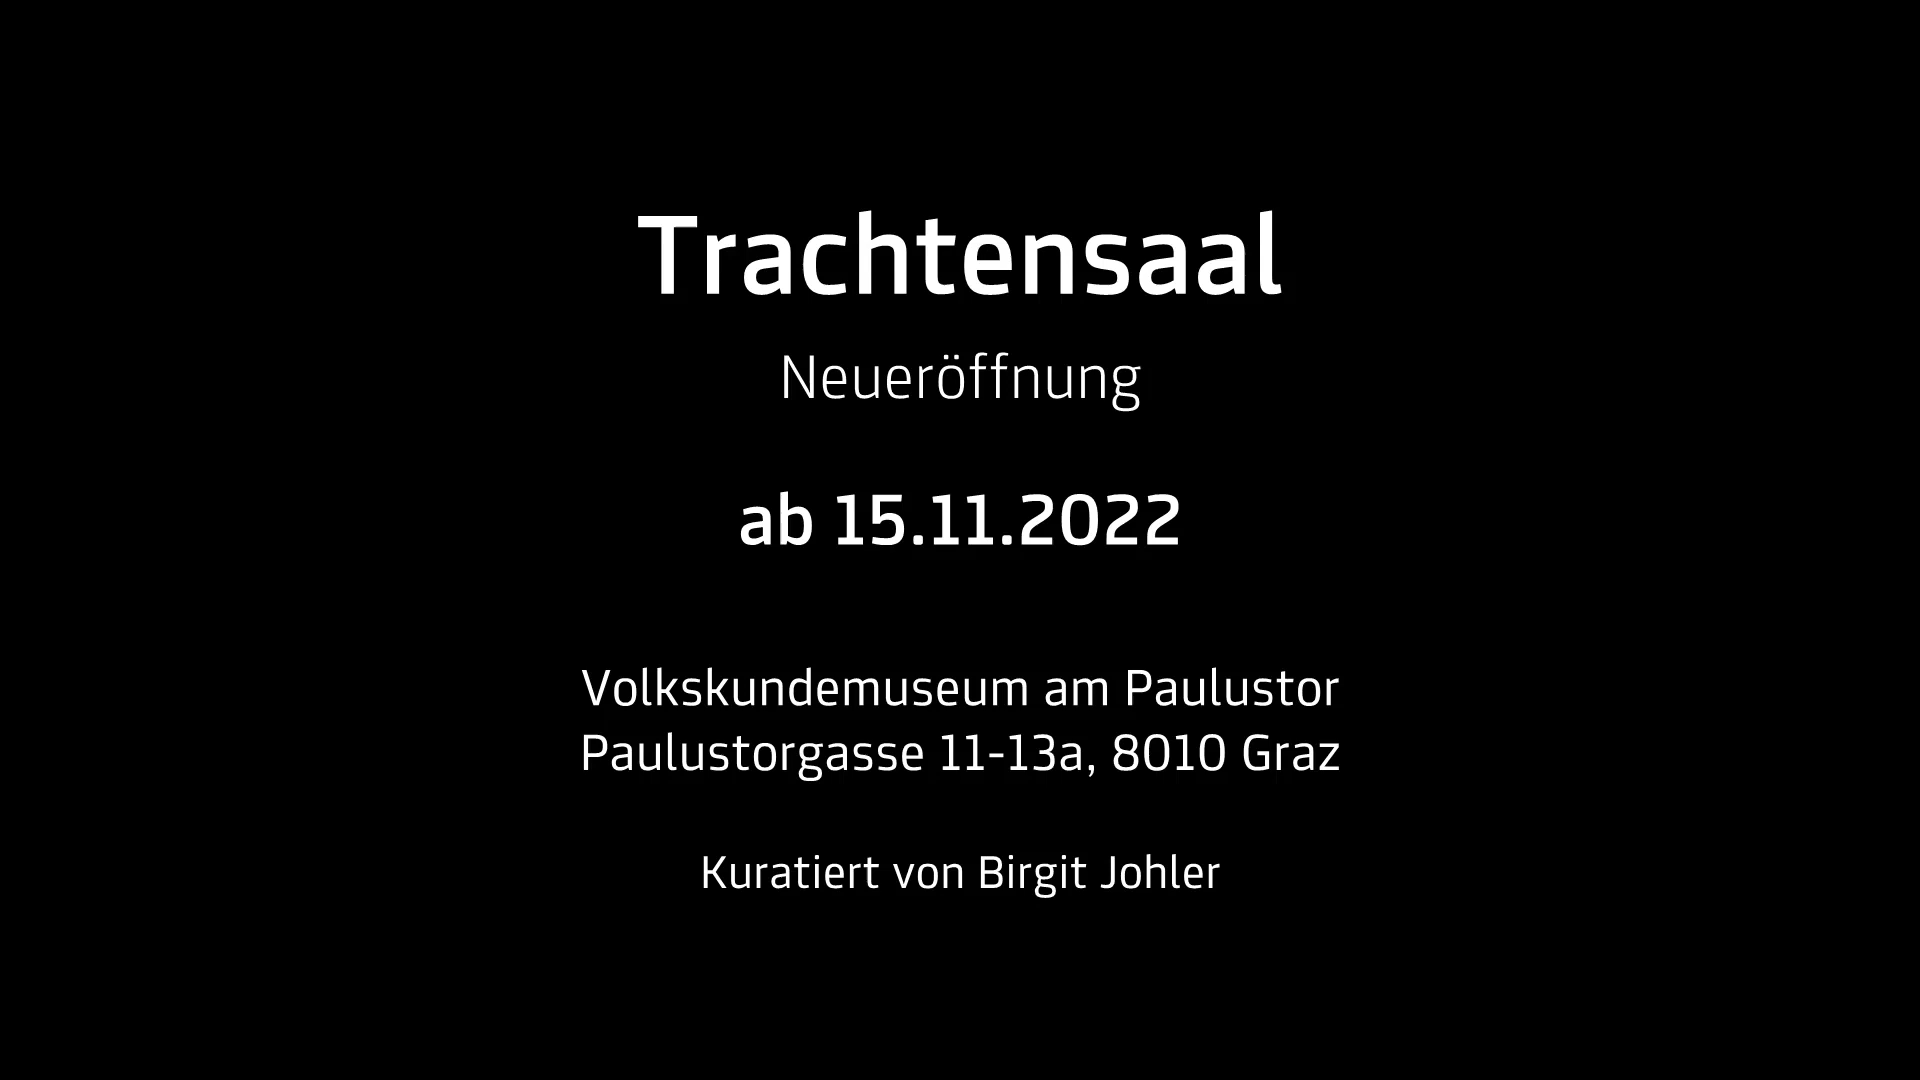 Trachtensaal
Neueröffnung
ab 15.11.2022
Volkskundemuseum am Paulustor
Paulustorgasse 11-13a, 8010 Graz
Kuratiert von Birgit Johler